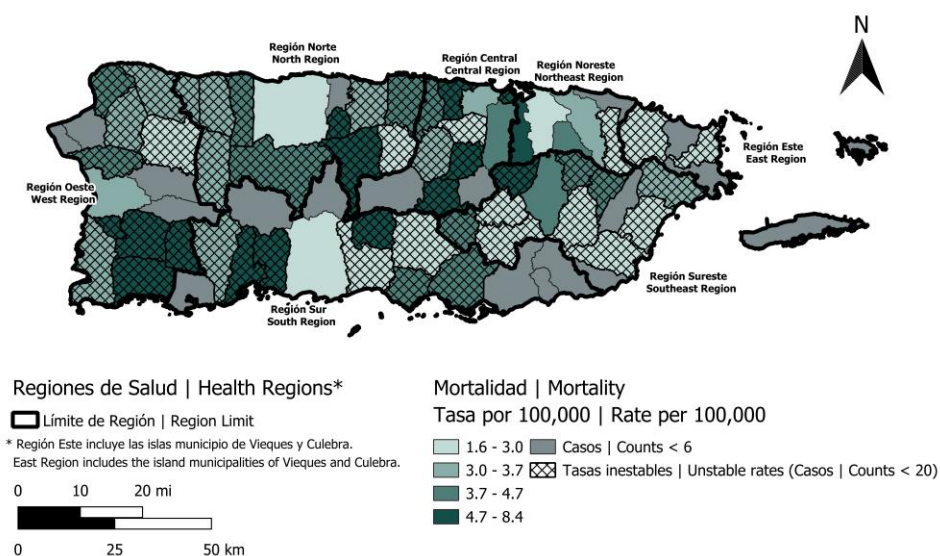 Región Norte
North Region
Región Central
Central Region
Región Noreste
Northeast Region
N
Región Este
East Region
Región Oeste
West Region
Región Sureste
Southeast Region
Región Sur
South Region
Regiones de Salud | Health Regions*
Límite de Región | Region Limit
* Región Este incluye las islas municipio de Vieques y Culebra.
East Region includes the island municipalities of Vieques and Culebra.
0 10 20 mi
0 25 50 km
Mortalidad | Mortality
Tasa por 100,000 | Rate per 100,000
1.6 - 3.0 Casos | Counts < 6
3.0 - 3.7 Tasas inestables | Unstable rates (Casos | Counts < 20)
3.7 - 4.7
4.7 - 8.4